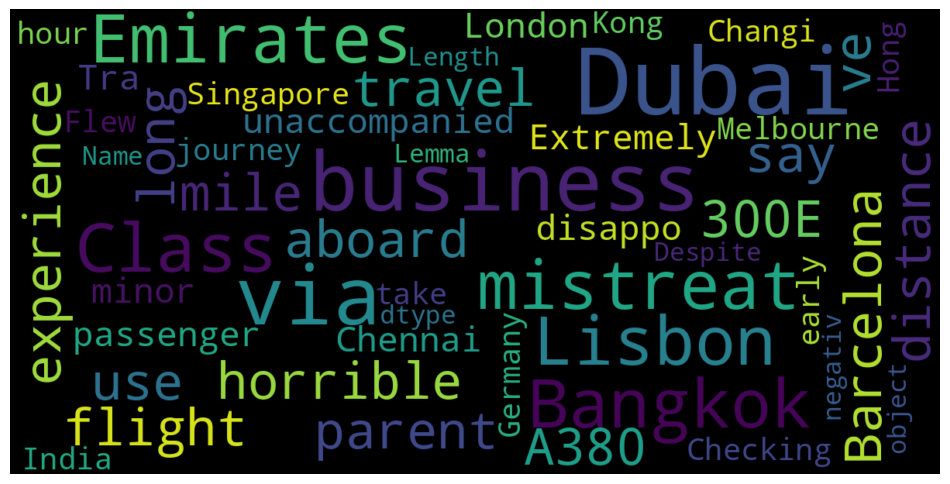 hour
Emirates
London
Kong
Changi
Hong
Tra
long
Length
Singapore
travel
Dubai
ve
Flew
unaccompanied
Extremely
Melbourne
Name
journey
Lemma
say
experience
mile
business
distance
Class
aboard
disappo
300E
Despite
minor
via
take
mistreat
early
Barcelona
dtype
passenger
Chennai
Germany
Lisbon
negativ
object
use
horrible
Bangkok
flight
parent
A380
Checking
India